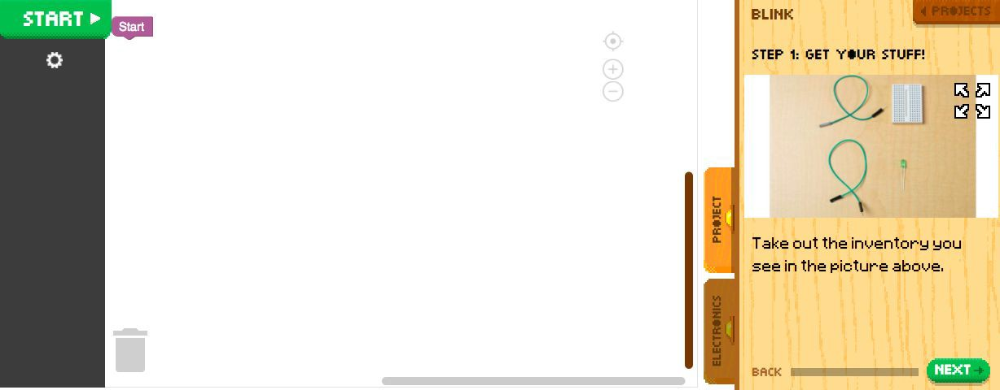 START
Start
BLINK
PROJECTS
STEP 1: GET YOUR STUFF!
PROJECT
ELECTRONICS
Take out the inventory you
see in the picture above.
BACK
NEXT